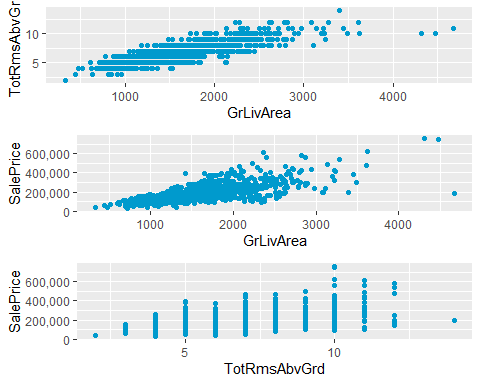 TotRmsAbvGr
10
5
1000 2000 3000 4000
GrLivArea
SalePrice
600,000
400,000
200,000
0
1000 2000 3000 4000
GrLivArea
SalePrice
600,000
400,000
200,000
0
5 10
TotRmsAbvGrd